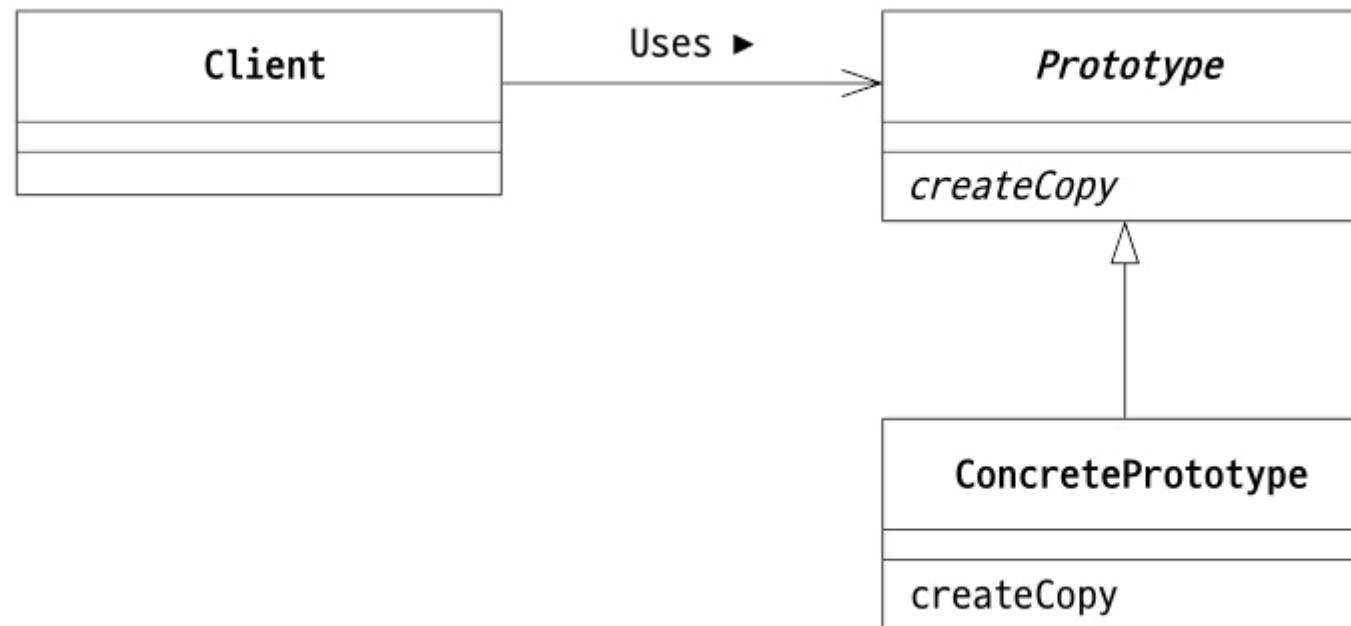 Client
Uses ▶
Prototype
createCopy
ConcretePrototype
createCopy